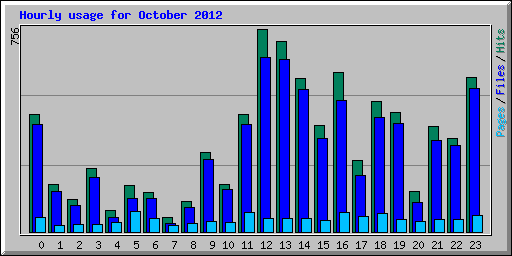 Hourly usage for October 2012
756
Pages / Files / Hits
0 1 2 3 4 5 6 7 8 9 10 11 12 13 14 15 16 17 18 19 20 21 22 23